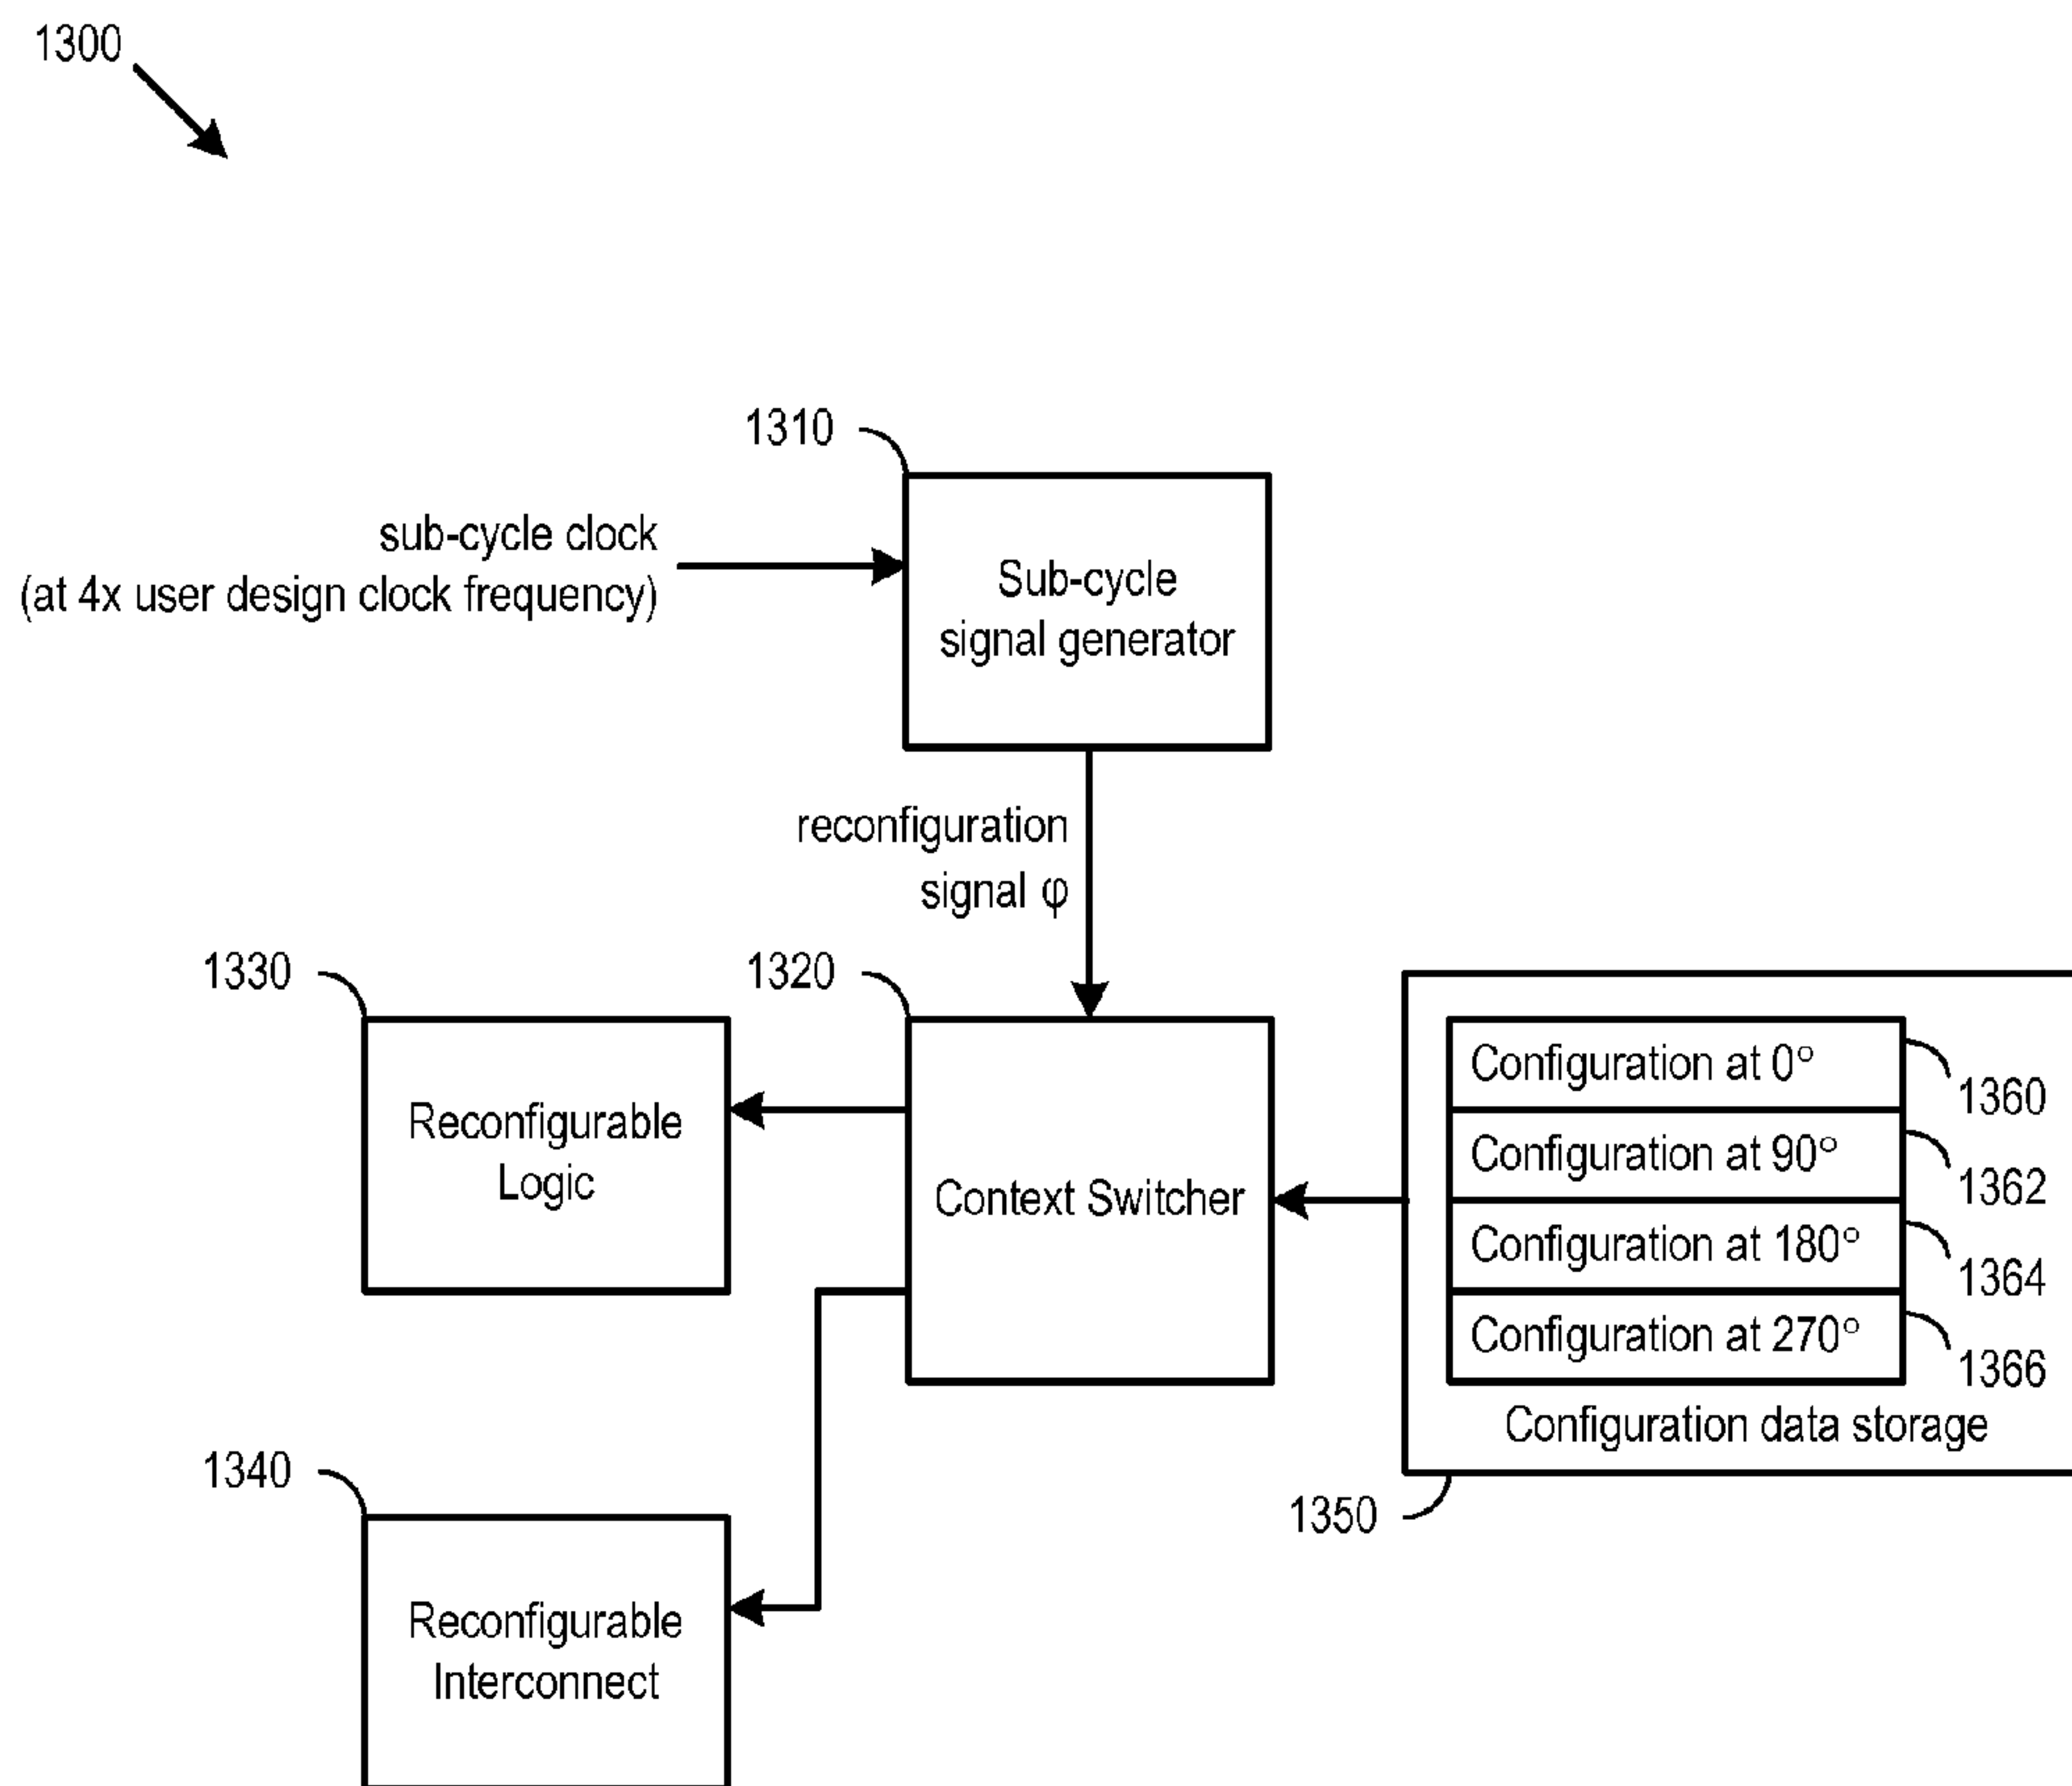 1300
1310
sub-cycle clock
(at 4x user design clock frequency)
Sub-cycle
signal generator
reconfiguration
signal φ
1330
1320
Reconfigurable
Logic
Context Switcher
Configuration at 0°
1360
Configuration at 90°
1362
Configuration at 180°
1364
Configuration at 270°
1366
Configuration data storage
1350
1340
Reconfigurable
Interconnect